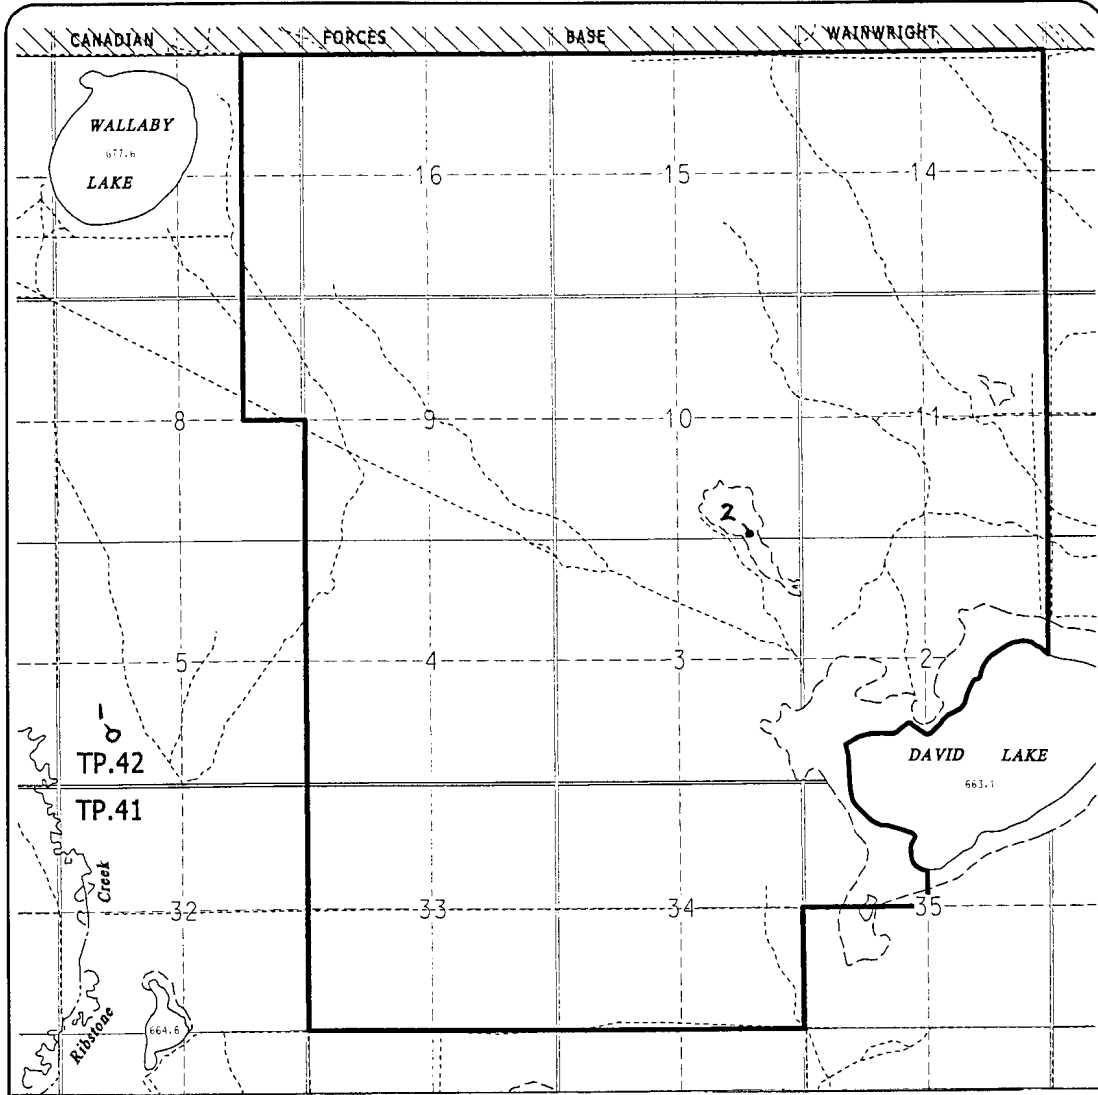 CANADIAN FORCES BASE WAINWRIGHT
WALLABY
677.6
LAKE
16 15 14
8 9 10 11
2
5 4 3 2
1
DAVID LAKE
663.1
TP.42
TP.41
Creek
32 33 34 35
Ribstone
664.6